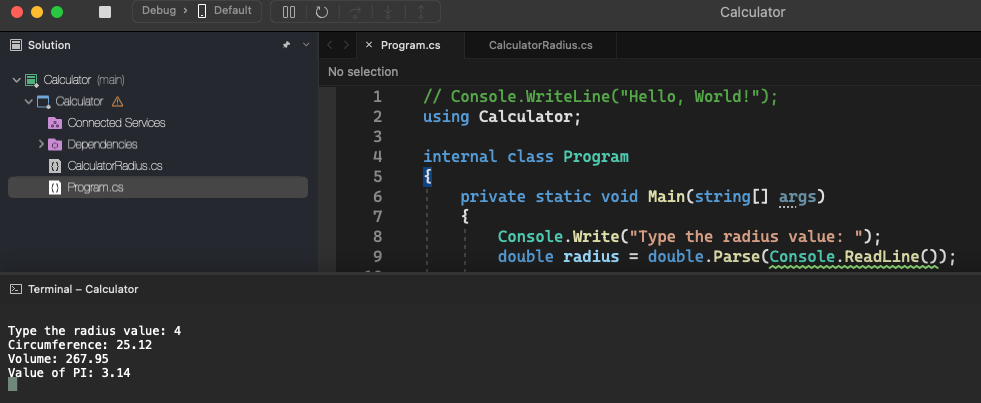 Debug > Default
Calculator
Solution
Program.cs
CalculatorRadius.cs
No selection
Calculator (main)
Calculator
Connected Services
Dependencies
CalculatorRadius.cs
Program.cs
1 // Console.WriteLine("Hello, World!");
2 using Calculator;
3
4 internal class Program
5 {
6 private static void Main(string[] args)
7 {
8 Console.Write("Type the radius value: ");
9 double radius = double.Parse(Console.ReadLine());
Terminal – Calculator
Type the radius value: 4
Circumference: 25.12
Volume: 267.95
Value of PI: 3.14